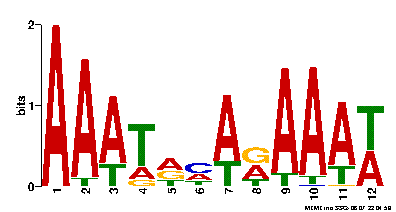 2
1
0
bits
A A A T A C A G A A A T
T T T A G A T A T T T A
G T T
1 2 3 4 5 6 7 8 9 10 11 12